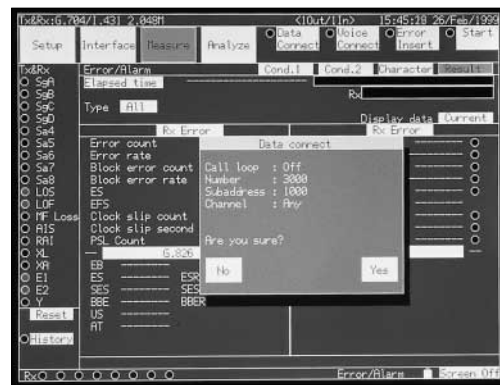 Tx&Rx:G.704/I.431 2.048M <1Out/1In> 15:45:28 26/Feb/1999
Setup Interface Measure Analyze Data Connect Voice Connect Error Insert Start
Tx&Rx Error/Alarm Cond.1 Cond.2 Character Result
SgA Elapsed time
SgB Rx
SgC Type All
SgD Display data Current
Sa4 Rx Error Rx Error
Sa5 Error count
Sa6 Error rate
Sa7 Block error count
Sa8 Block error rate
LOS ES
LOF EFS
MF Loss Clock slip count
AIS Clock slip second
RAI PSL Count
XL G.826
XA EB
E1 ES ESR
E2 SES SES
Y BBE BBER
Reset US
AT
History
Data connect
Call loop : Off
Number : 3000
Subaddress : 1000
Channel : Any
Are you sure?
No Yes
Rx Error/Alarm Screen Off